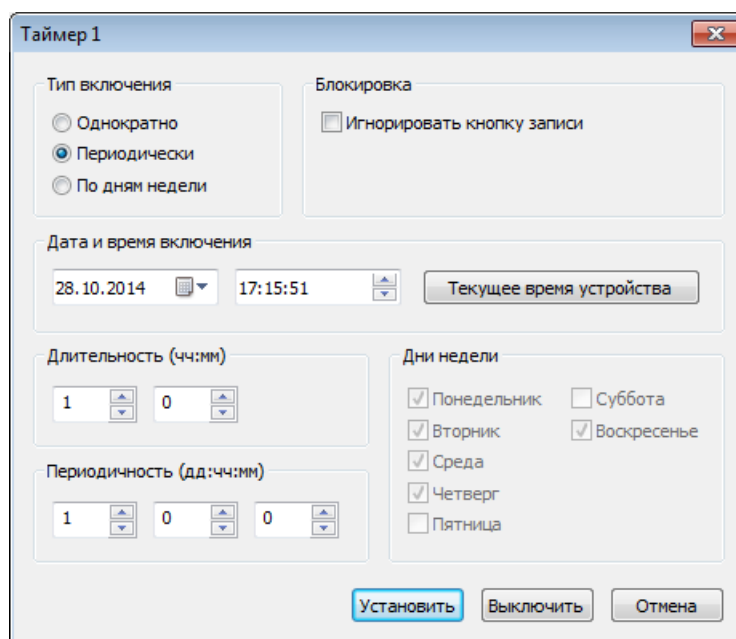 Таймер 1
Тип включения
Однократно
Периодически
По дням недели
Блокировка
Игнорировать кнопку записи
Дата и время включения
28.10.2014 17:15:51 Текущее время устройства
Длительность (чч:мм)
1 0
Периодичность (дд:чч:мм)
1 0 0
Дни недели
Понедельник Суббота
Вторник Воскресенье
Среда
Четверг
Пятница
Установить Выключить Отмена